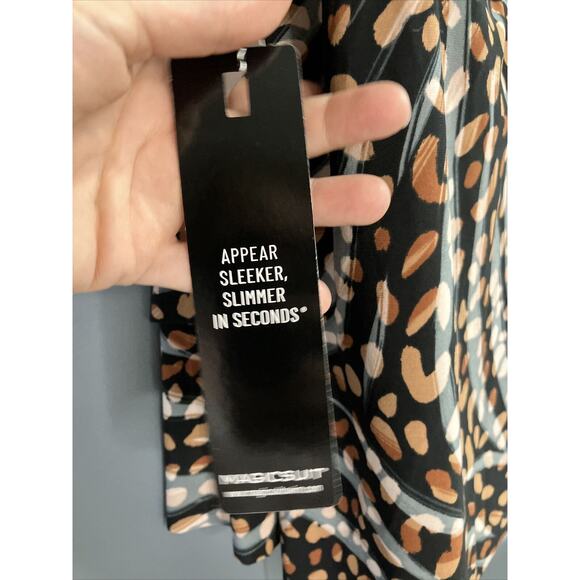 APPEAR
SLEEKER,
SLIMMER
IN SECONDS®
MAGICSUIT